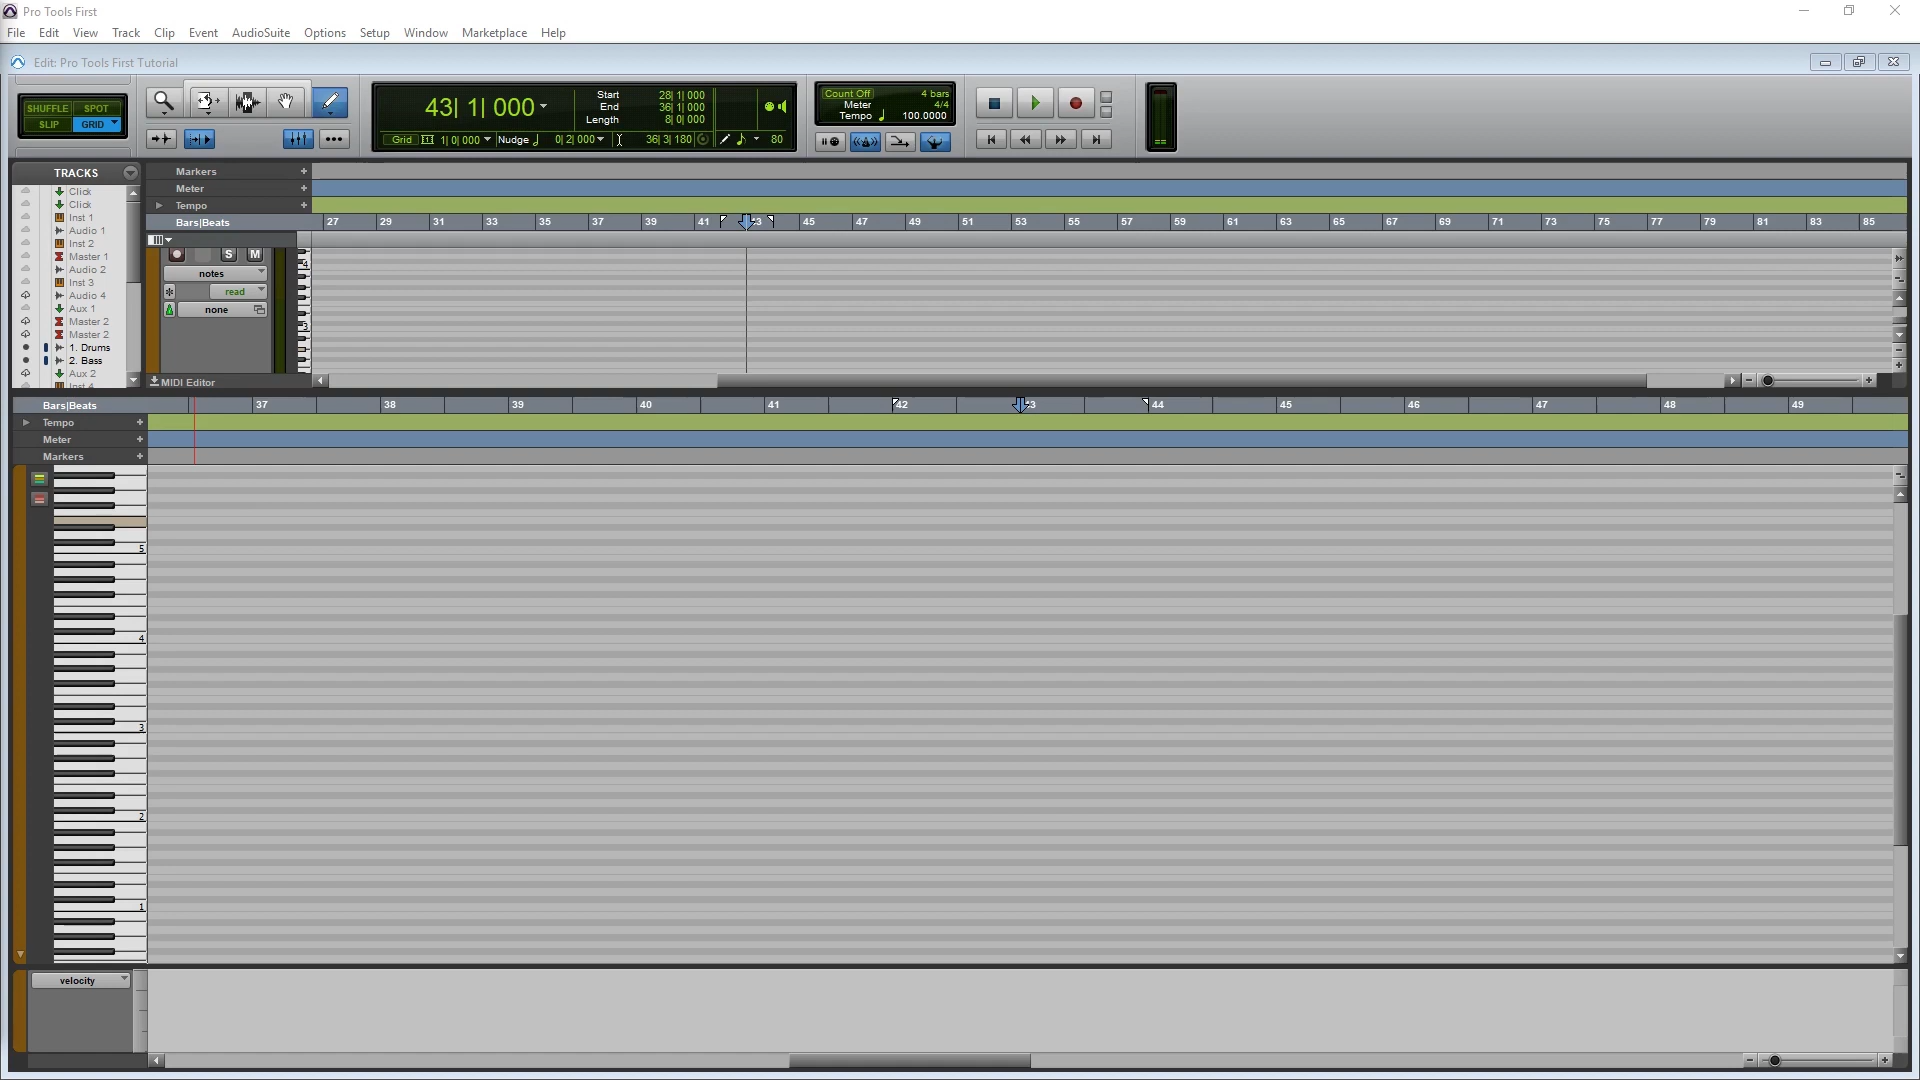 Pro Tools First
File Edit View Track Clip Event AudioSuite Options Setup Window Marketplace Help
Edit: Pro Tools First Tutorial
SHUFFLE SPOT
SLIP GRID
43| 1| 000
Start 28| 1| 000
End 36| 1| 000
Length 8| 0| 000
Grid 1| 0| 000 Nudge 0| 2| 000 36| 3| 180 80
Count Off 4 bars
Meter 4/4
Tempo 100.0000
TRACKS
Click
Click
Inst 1
Audio 1
Inst 2
Master 1
Audio 2
Inst 3
Audio 4
Aux 1
Master 2
Master 2
1. Drums
2. Bass
Aux 2
Inst 4
Markers
Meter
Tempo
Bars|Beats 27 29 31 33 35 37 39 41 45 47 49 51 53 55 57 59 61 63 65 67 69 71 73 75 77 79 81 83 85
S M
notes
read
none
4
3
MIDI Editor
Bars|Beats 37 38 39 40 41 42 44 45 46 47 48 49
Tempo
Meter
Markers
5
4
3
2
1
velocity